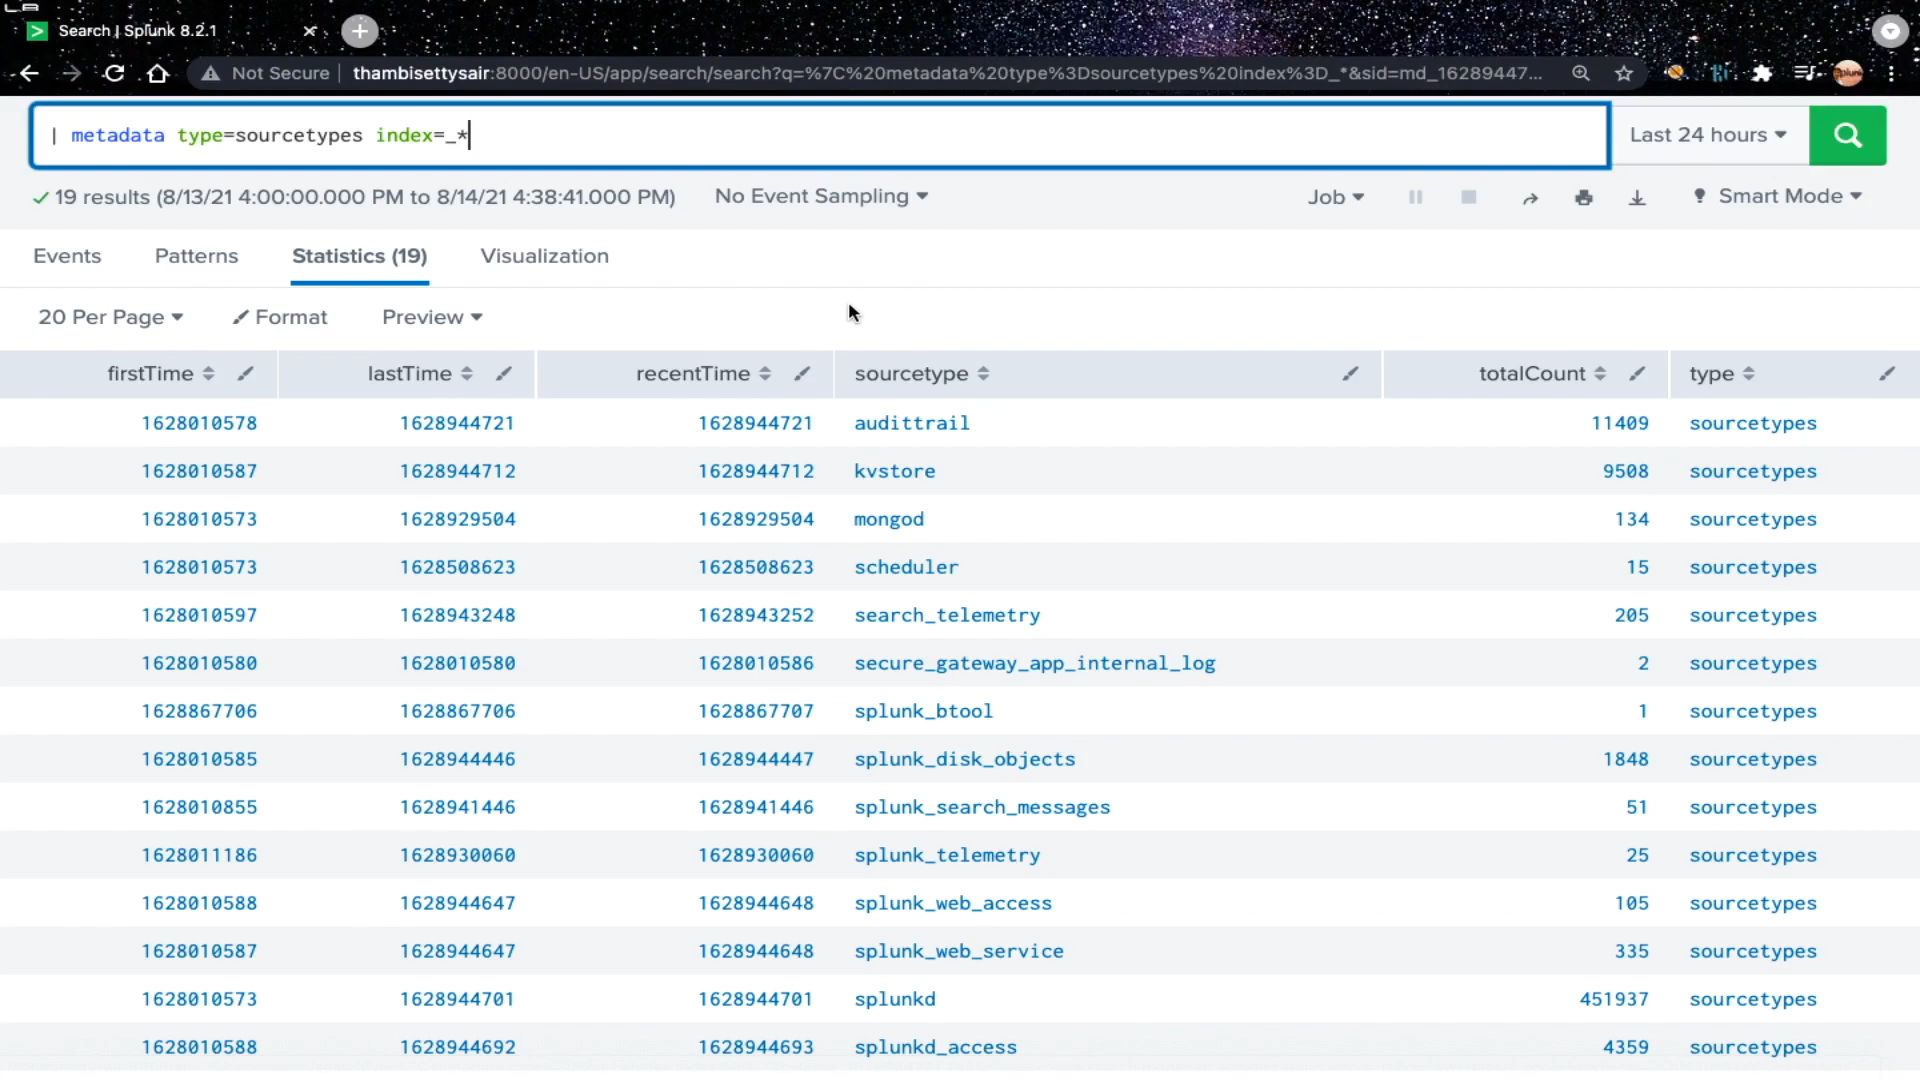 Search | Splunk 8.2.1
Not Secure | thambisettysair:8000/en-US/app/search/search?q=%7C%20metadata%20type%3Dsourcetypes%20index%3D_*&sid=md_16289447...
| metadata type=sourcetypes index=_*
Last 24 hours
19 results (8/13/21 4:00:00.000 PM to 8/14/21 4:38:41.000 PM)
No Event Sampling
Job
Smart Mode
Events Patterns Statistics (19) Visualization
20 Per Page Format Preview
firstTime lastTime recentTime sourcetype totalCount type
1628010578 1628944721 1628944721 audittrail 11409 sourcetypes
1628010587 1628944712 1628944712 kvstore 9508 sourcetypes
1628010573 1628929504 1628929504 mongod 134 sourcetypes
1628010573 1628508623 1628508623 scheduler 15 sourcetypes
1628010597 1628943248 1628943252 search_telemetry 205 sourcetypes
1628010580 1628010580 1628010586 secure_gateway_app_internal_log 2 sourcetypes
1628867706 1628867706 1628867707 splunk_btool 1 sourcetypes
1628010585 1628944446 1628944447 splunk_disk_objects 1848 sourcetypes
1628010855 1628941446 1628941446 splunk_search_messages 51 sourcetypes
1628011186 1628930060 1628930060 splunk_telemetry 25 sourcetypes
1628010588 1628944647 1628944648 splunk_web_access 105 sourcetypes
1628010587 1628944647 1628944648 splunk_web_service 335 sourcetypes
1628010573 1628944701 1628944701 splunkd 451937 sourcetypes
1628010588 1628944692 1628944693 splunkd_access 4359 sourcetypes